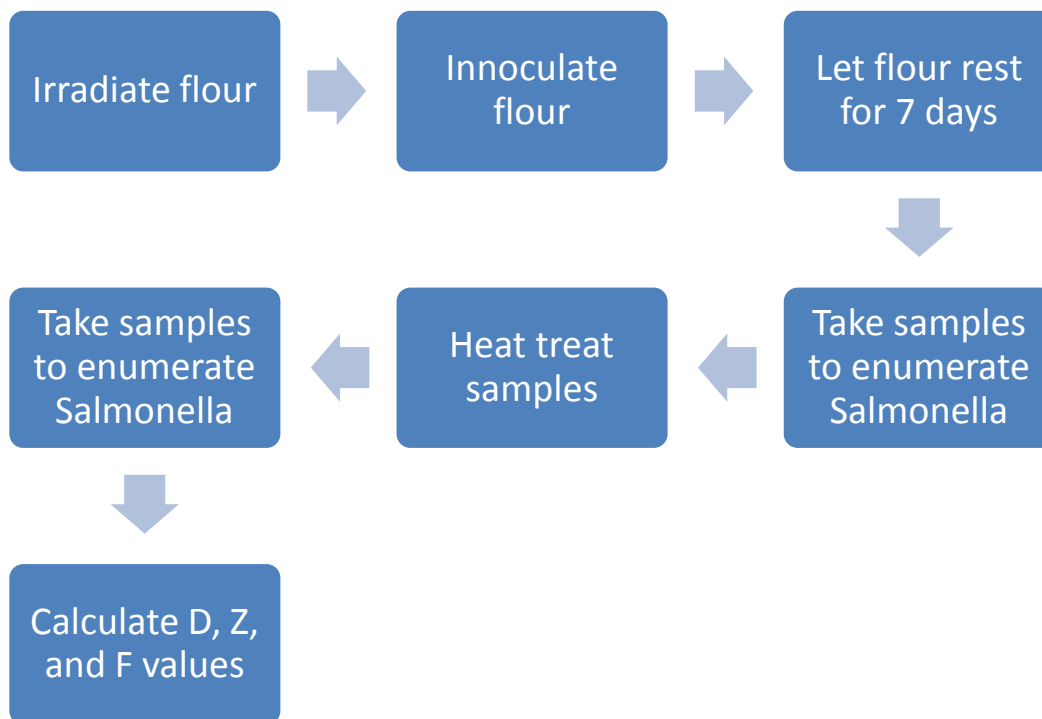 Irradiate flour
Innoculate
flour
Let flour rest
for 7 days
Take samples
to enumerate
Salmonella
Heat treat
samples
Take samples
to enumerate
Salmonella
Calculate D, Z,
and F values